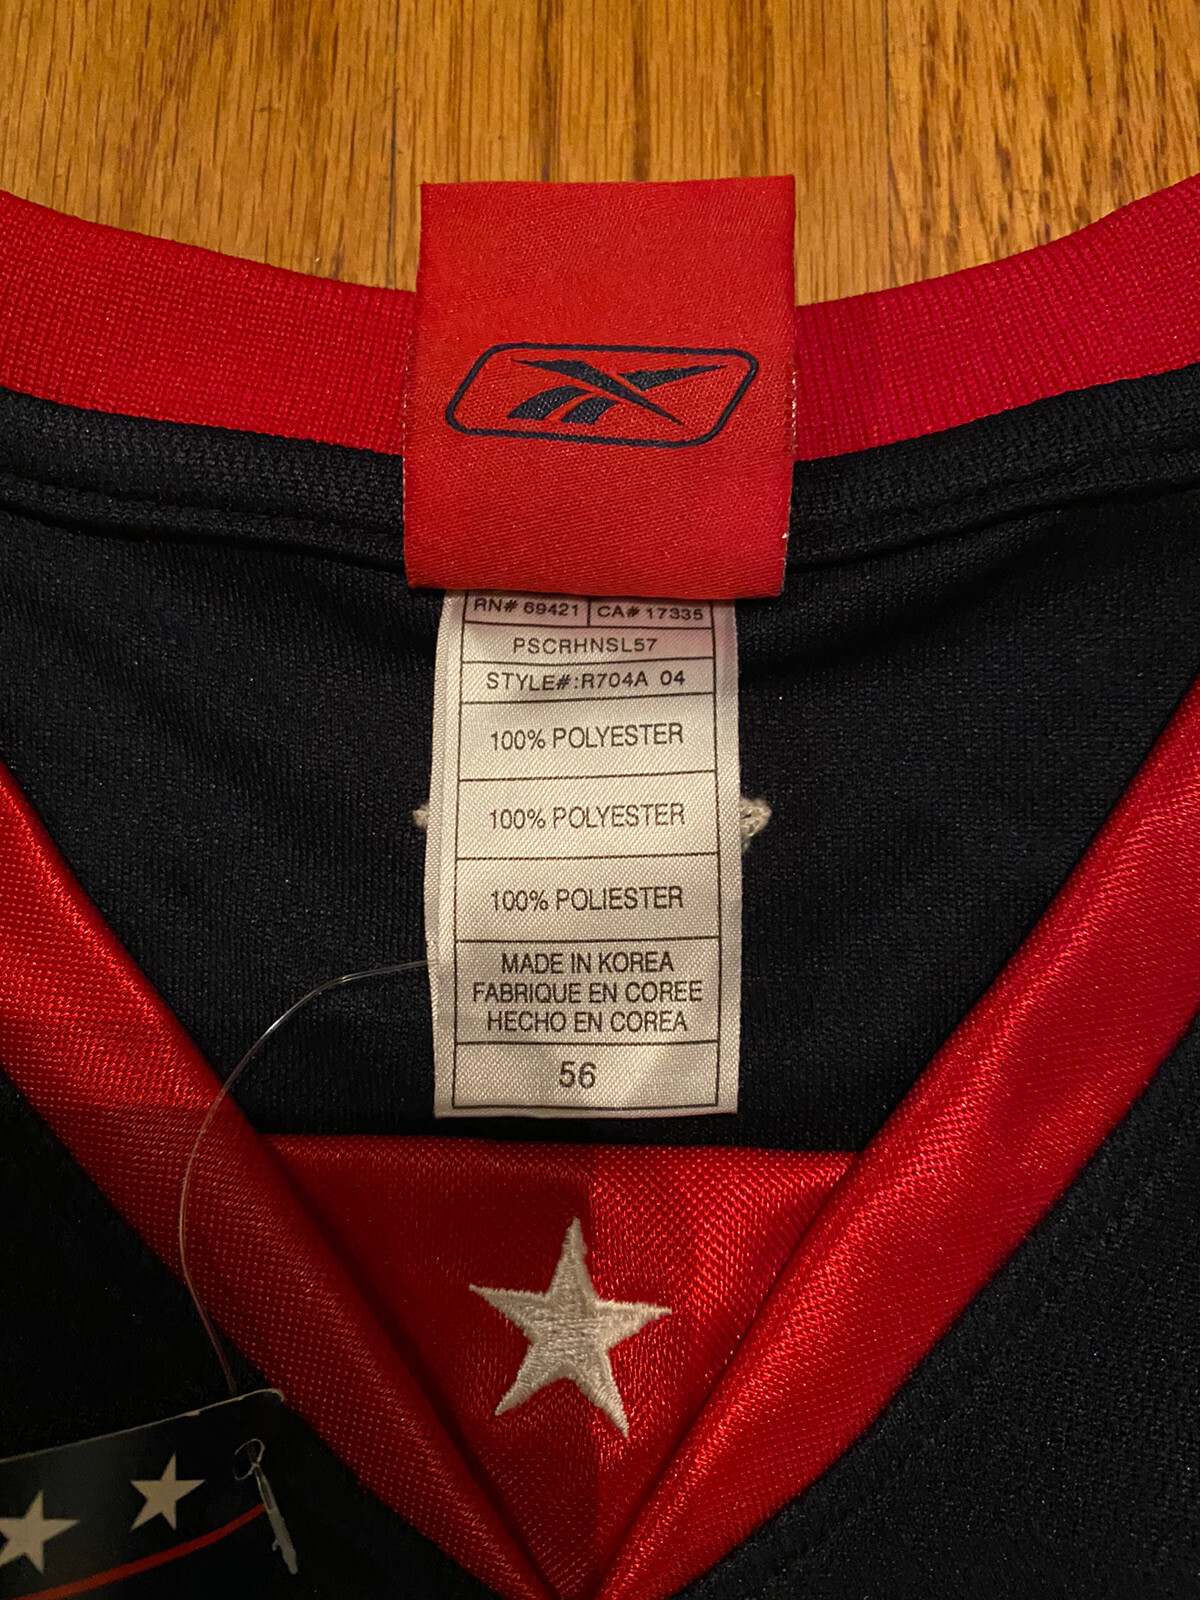 RN# 69421 CA# 17335
PSCRHNSL57
STYLE#:R704A 04
100% POLYESTER
100% POLYESTER
100% POLIESTER
MADE IN KOREA
FABRIQUE EN COREE
HECHO EN COREA
56